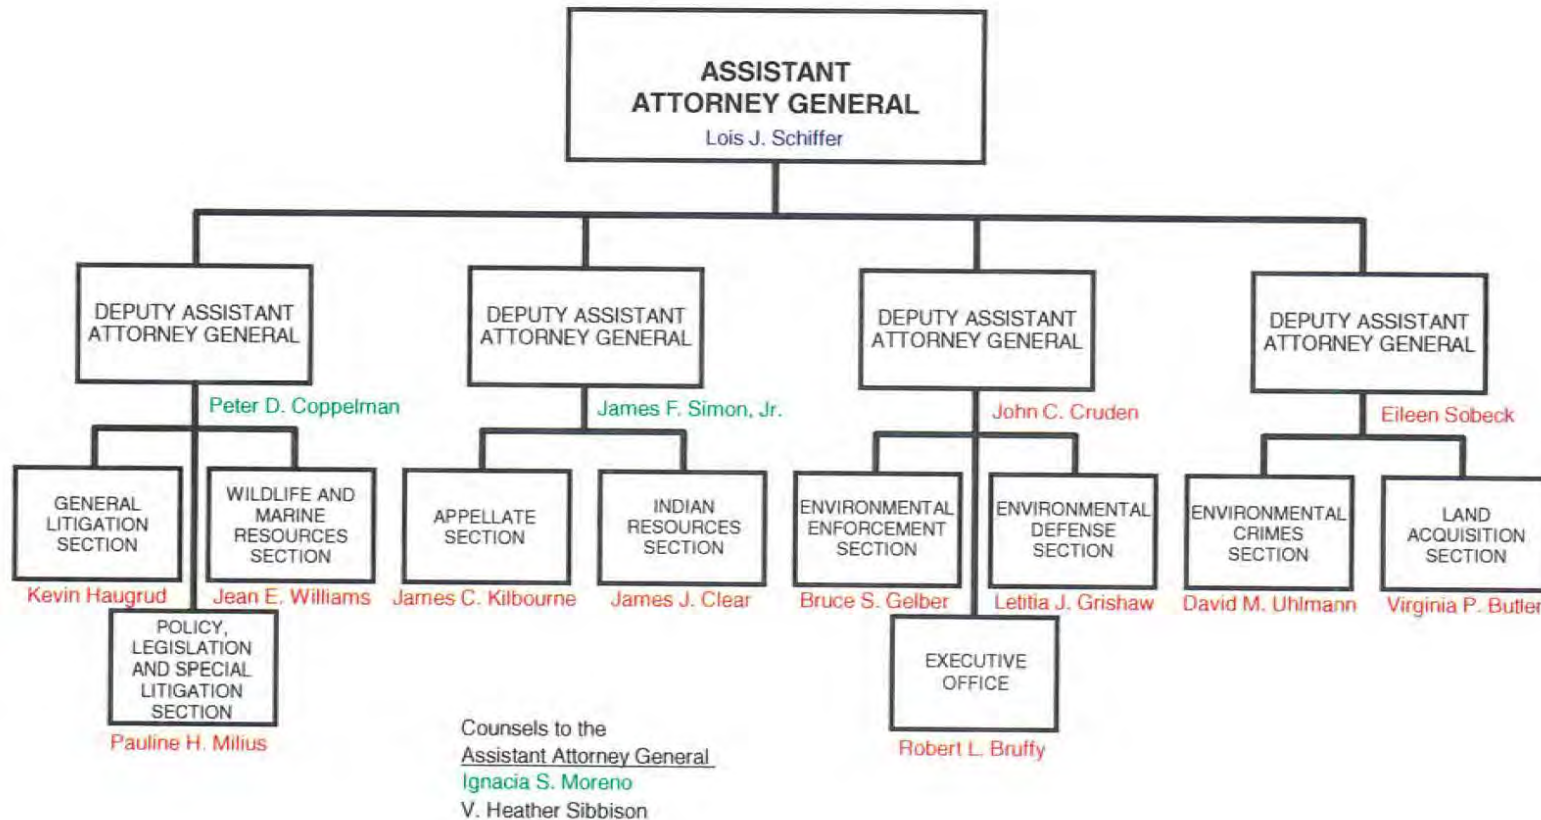 ASSISTANT
ATTORNEY GENERAL
Lois J. Schiffer
DEPUTY ASSISTANT
ATTORNEY GENERAL
Peter D. Coppelman
DEPUTY ASSISTANT
ATTORNEY GENERAL
James F. Simon, Jr.
DEPUTY ASSISTANT
ATTORNEY GENERAL
John C. Cruden
DEPUTY ASSISTANT
ATTORNEY GENERAL
Eileen Sobeck
GENERAL
LITIGATION
SECTION
Kevin Haugrud
WILDLIFE AND
MARINE
RESOURCES
SECTION
Jean E. Williams
APPELLATE
SECTION
James C. Kilbourne
INDIAN
RESOURCES
SECTION
James J. Clear
ENVIRONMENTAL
ENFORCEMENT
SECTION
Bruce S. Gelber
ENVIRONMENTAL
DEFENSE
SECTION
Letitia J. Grishaw
ENVIRONMENTAL
CRIMES
SECTION
David M. Uhlmann
LAND
ACQUISITION
SECTION
Virginia P. Butler
POLICY,
LEGISLATION
AND SPECIAL
LITIGATION
SECTION
Pauline H. Milius
EXECUTIVE
OFFICE
Robert L. Bruffy
Counsels to the
Assistant Attorney General
Ignacia S. Moreno
V. Heather Sibbison